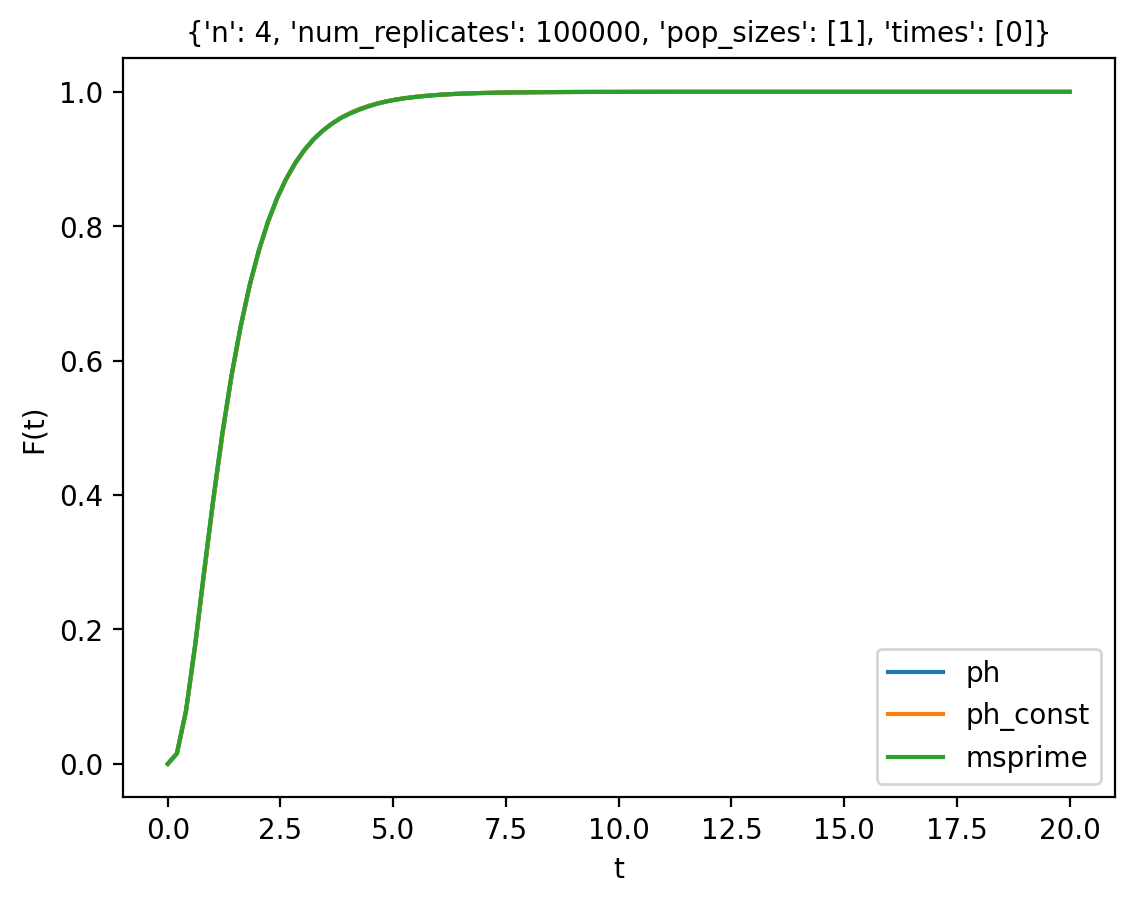 {'n': 4, 'num_replicates': 100000, 'pop_sizes': [1], 'times': [0]}
1.0
0.8
0.6
0.4
0.2
0.0
F(t)
ph
ph_const
msprime
0.0 2.5 5.0 7.5 10.0 12.5 15.0 17.5 20.0
t